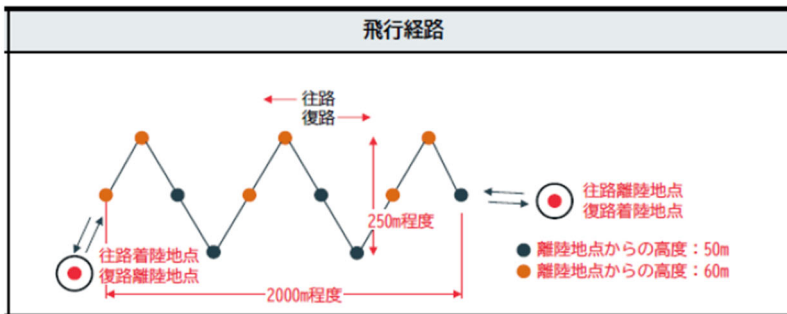 飛行経路
往路
復路
250m程度
往路離陸地点
復路着陸地点
往路着陸地点
復路離陸地点
離陸地点からの高度：50m
離陸地点からの高度：60m
2000m程度